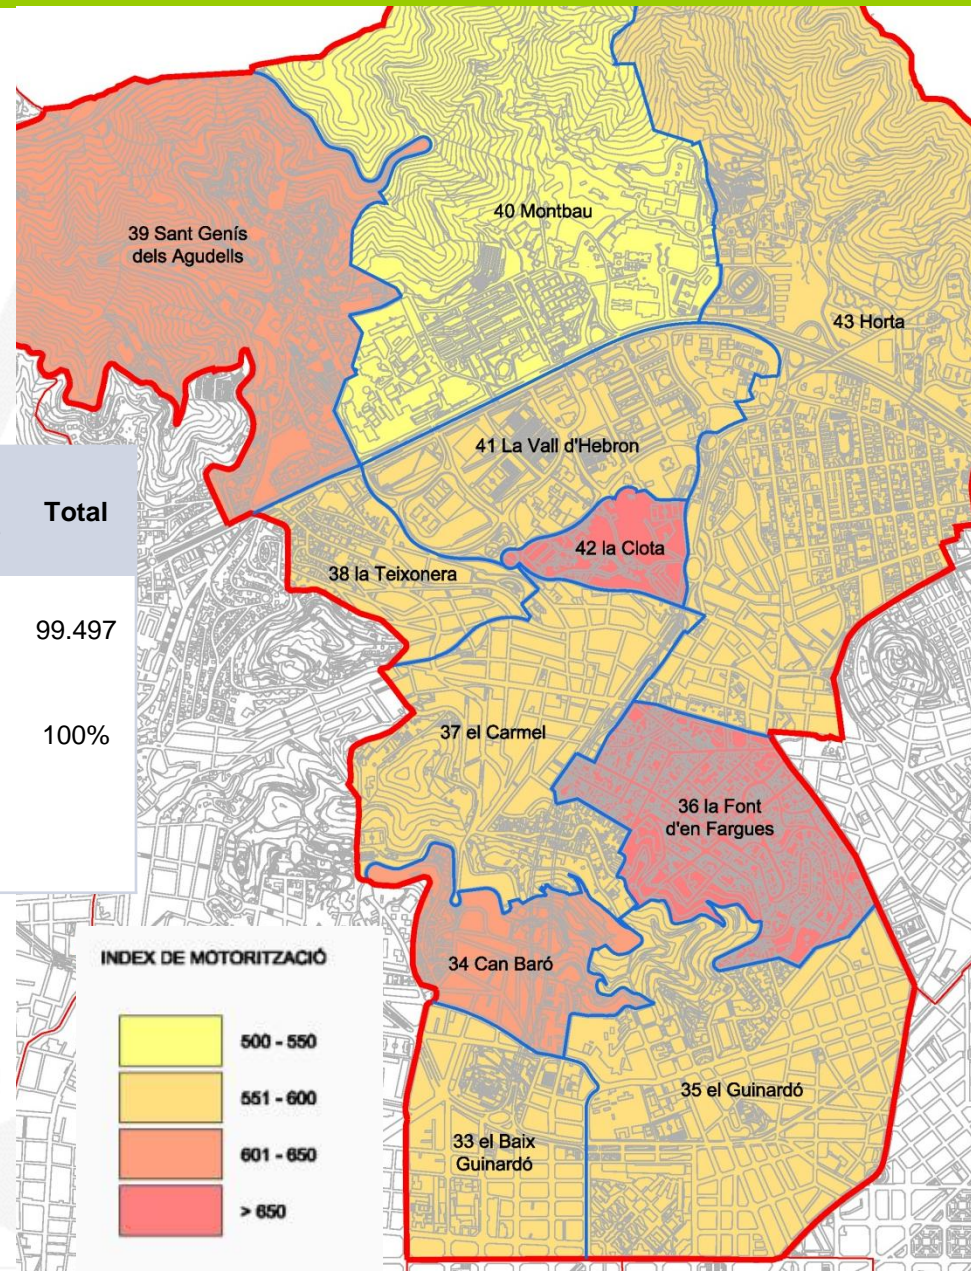 40 Montbau
39 Sant Genís
dels Agudells
43 Horta
41 La Vall d'Hebron
Total
42 la Clota
38 la Teixonera
99.497
37 el Carmel
100%
36 la Font
d'en Fargues
34 Can Baró
INDEX DE MOTORITZACIÓ
500 - 550
551 - 600
601 - 650
> 650
35 el Guinardó
33 el Baix
Guinardó